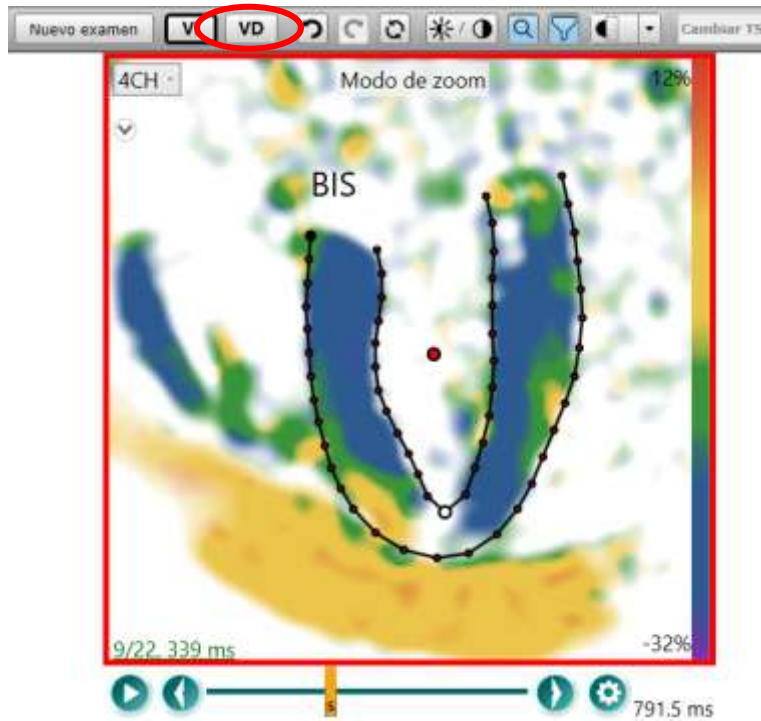 Nuevo examen VI VD Cambiar TS
4CH Modo de zoom 12%
BIS
9/22, 339 ms -32%
s
791.5 ms